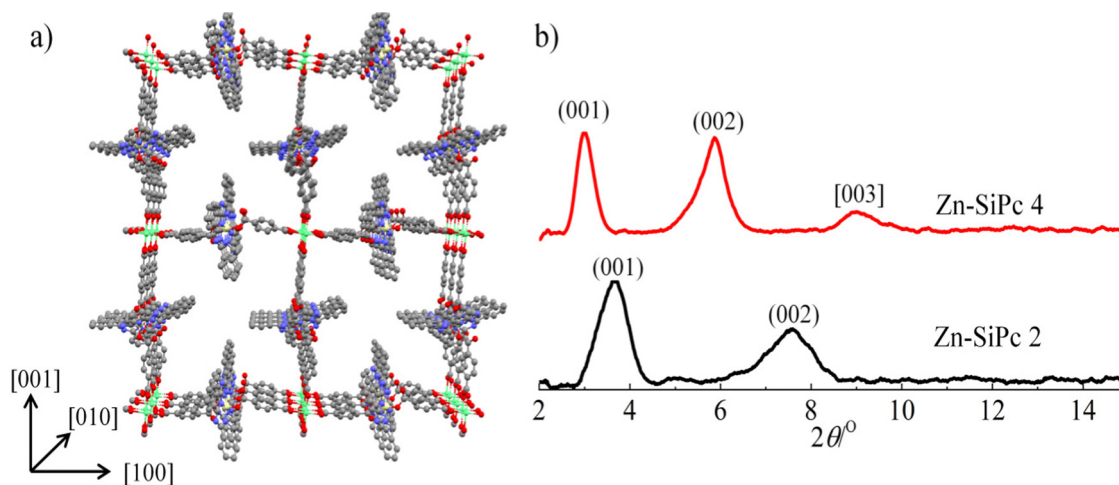 a)
[001]
[010]
[100]
b)
(001)
(002)
[003]
Zn-SiPc 4
(001)
(002)
Zn-SiPc 2
2 4 6 8 10 12 14
2θ/°